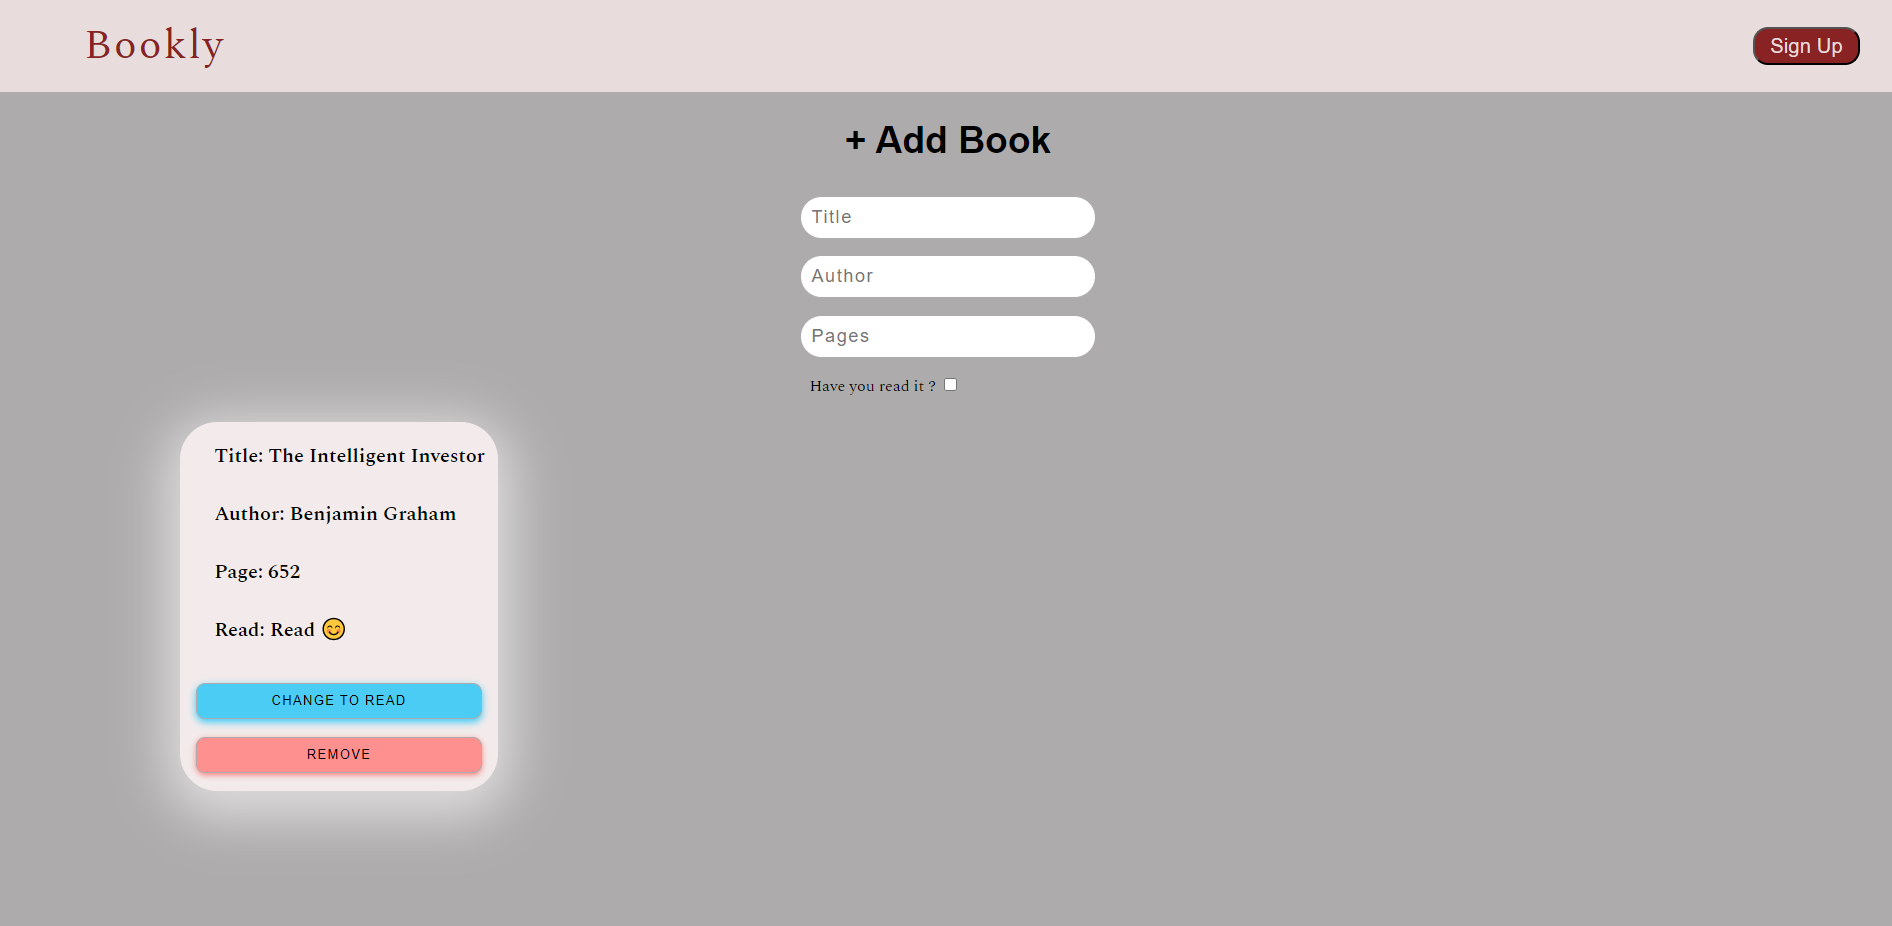 Bookly
Sign Up
+ Add Book
Title
Author
Pages
Have you read it ?
Title: The Intelligent Investor
Author: Benjamin Graham
Page: 652
Read: Read 😊
CHANGE TO READ
REMOVE